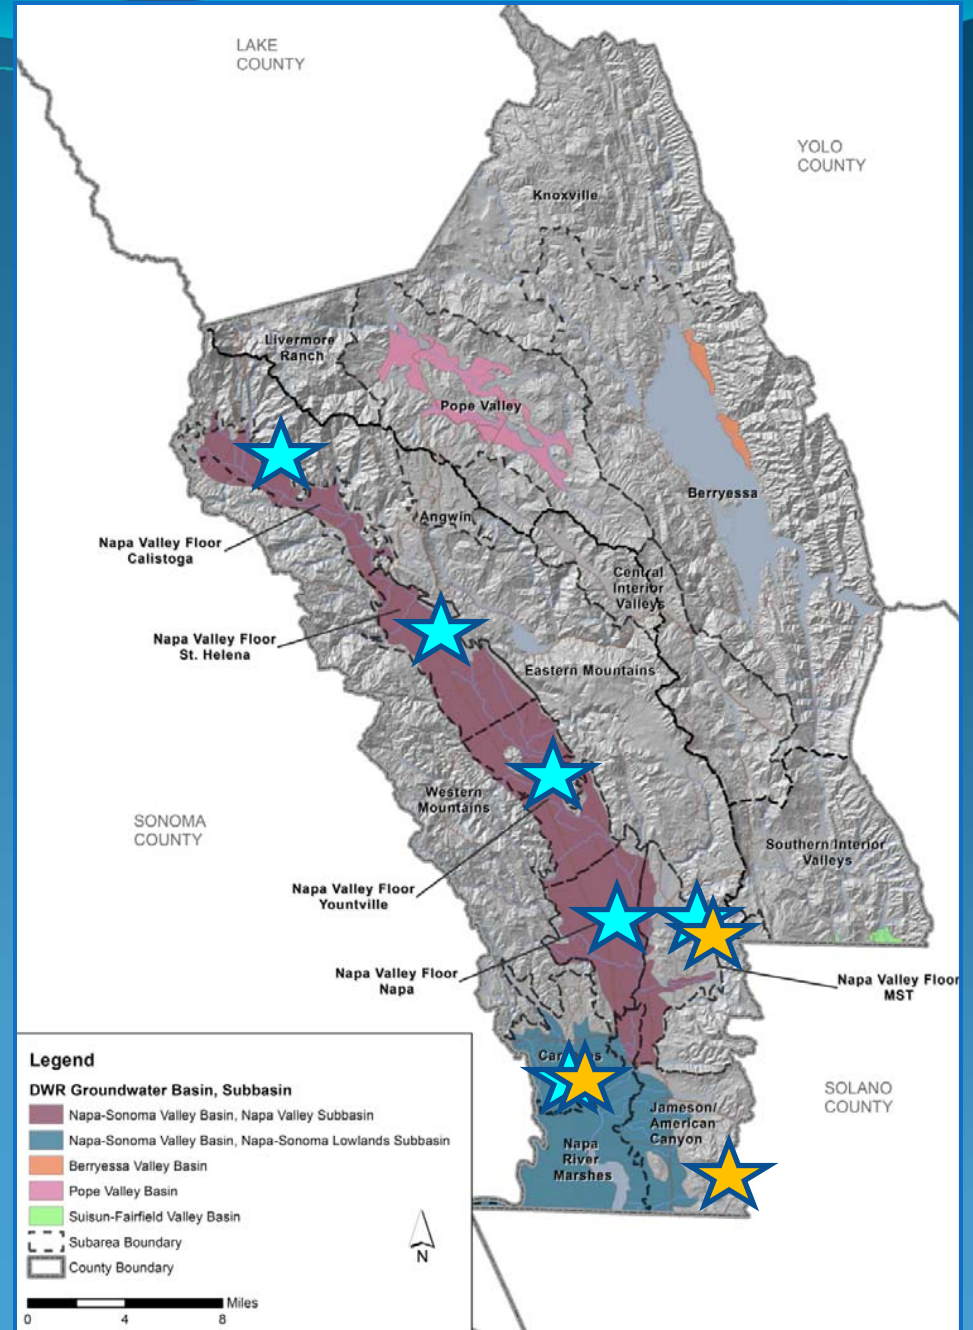 LAKE
COUNTY
YOLO
COUNTY
Knoxville
Livermore
Ranch
Pope Valley
Berryessa
Angwin
Napa Valley Floor
Calistoga
Central
Interior
Valleys
Napa Valley Floor
St. Helena
Eastern Mountains
Western
Mountains
SONOMA
COUNTY
Southern Interior
Valleys
Napa Valley Floor
Yountville
Napa Valley Floor
Napa
Napa Valley Floor
MST
Jameson/
American
Canyon
SOLANO
COUNTY
Napa
River
Marshes
Legend
DWR Groundwater Basin, Subbasin
Napa-Sonoma Valley Basin, Napa Valley Subbasin
Napa-Sonoma Valley Basin, Napa-Sonoma Lowlands Subbasin
Berryessa Valley Basin
Pope Valley Basin
Suisun-Fairfield Valley Basin
Subarea Boundary
County Boundary
N
Miles
0 4 8